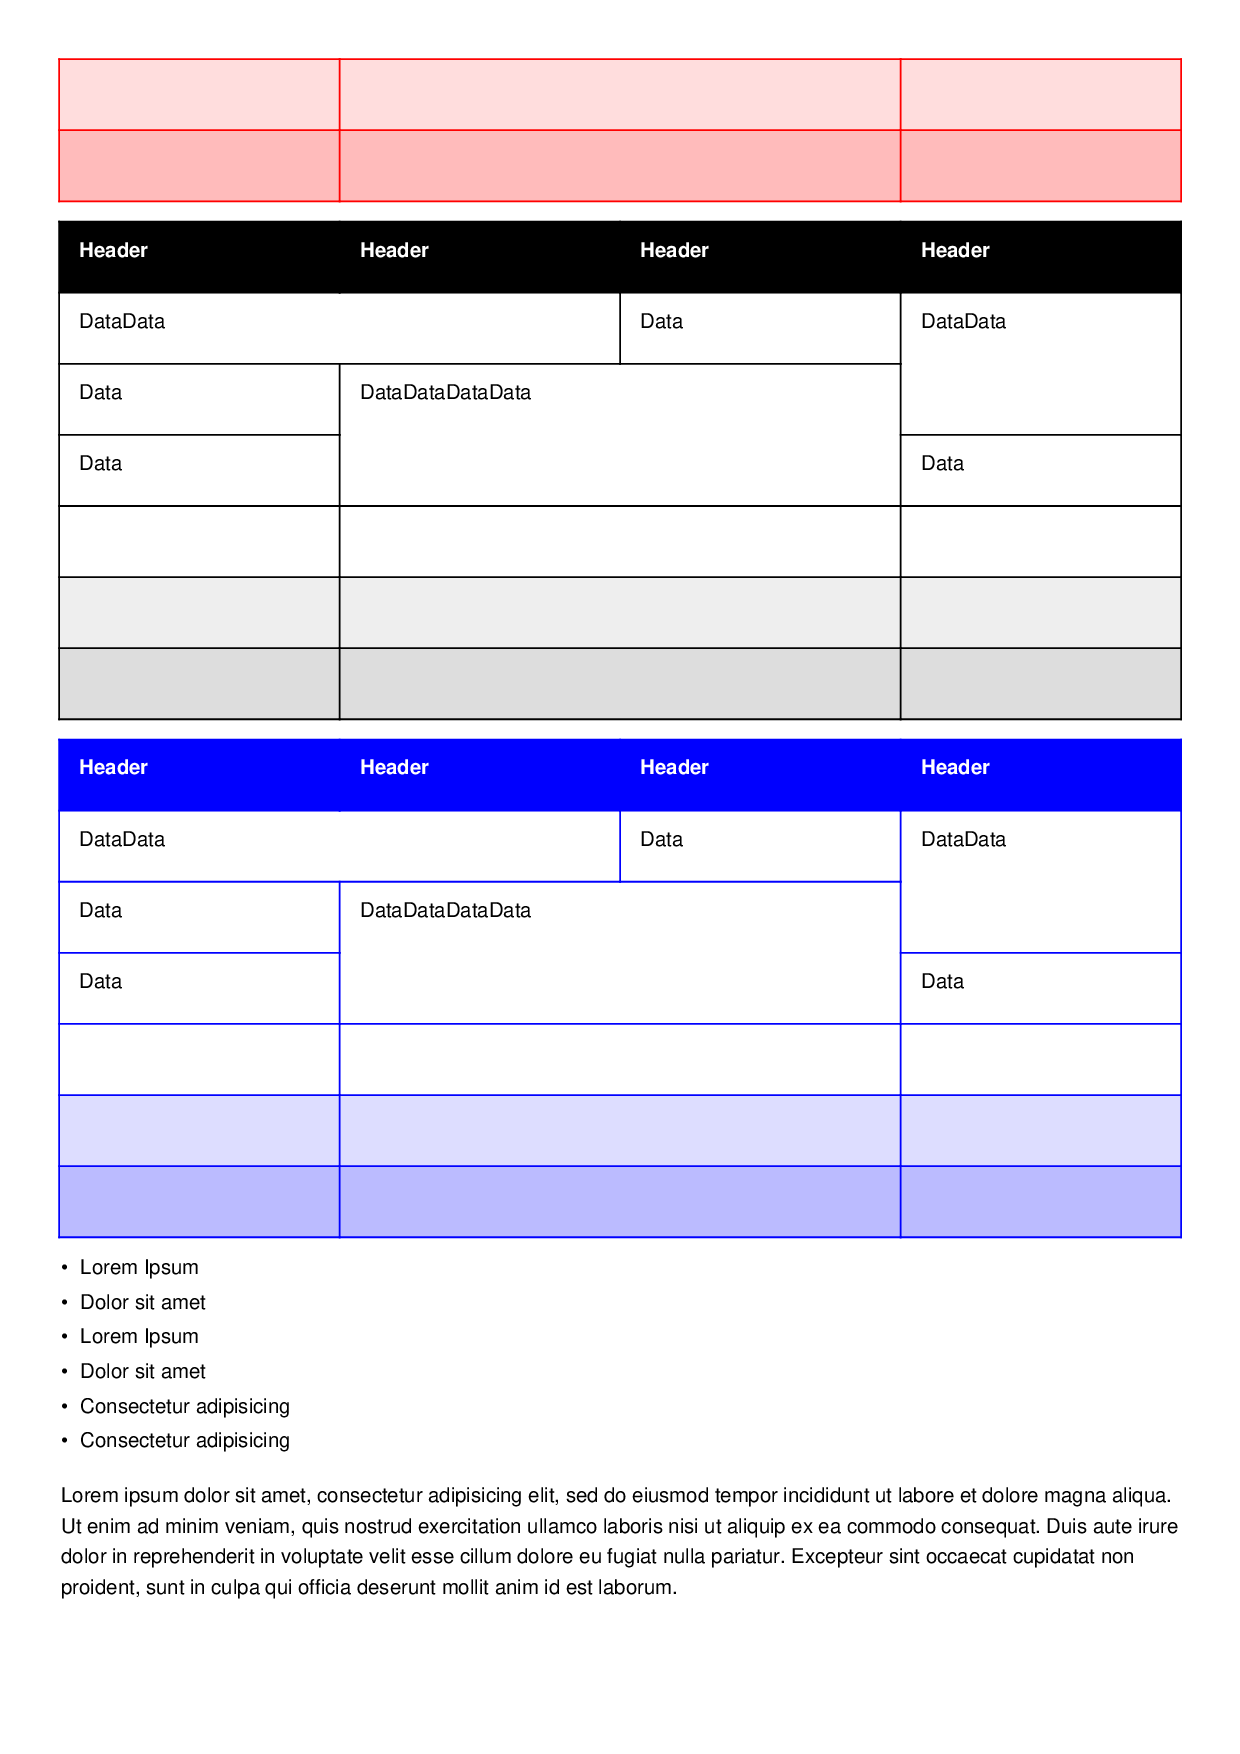 Header Header Header Header
DataData Data DataData
Data DataDataDataData
Data Data
Header Header Header Header
DataData Data DataData
Data DataDataDataData
Data Data
• Lorem Ipsum
• Dolor sit amet
• Lorem Ipsum
• Dolor sit amet
• Consectetur adipisicing
• Consectetur adipisicing
Lorem ipsum dolor sit amet, consectetur adipisicing elit, sed do eiusmod tempor incididunt ut labore et dolore magna aliqua.
Ut enim ad minim veniam, quis nostrud exercitation ullamco laboris nisi ut aliquip ex ea commodo consequat. Duis aute irure
dolor in reprehenderit in voluptate velit esse cillum dolore eu fugiat nulla pariatur. Excepteur sint occaecat cupidatat non
proident, sunt in culpa qui officia deserunt mollit anim id est laborum.